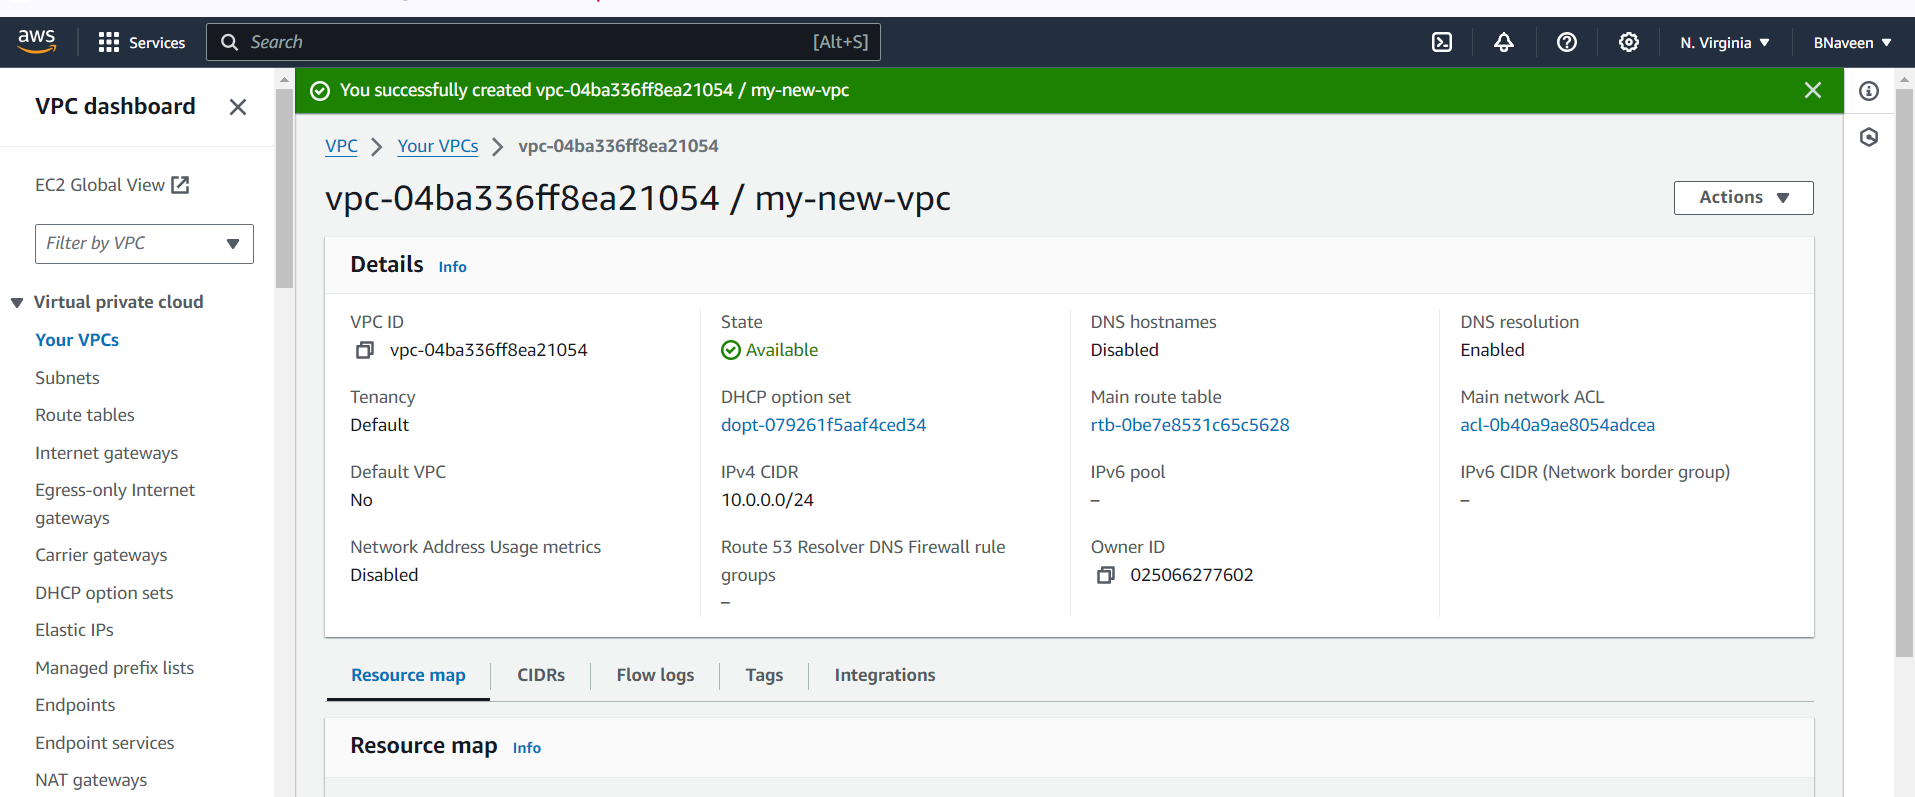 aws
Services
Search
[Alt+S]
N. Virginia
BNaveen
VPC dashboard
EC2 Global View
Filter by VPC
Virtual private cloud
Your VPCs
Subnets
Route tables
Internet gateways
Egress-only Internet
gateways
Carrier gateways
DHCP option sets
Elastic IPs
Managed prefix lists
Endpoints
Endpoint services
NAT gateways
You successfully created vpc-04ba336ff8ea21054 / my-new-vpc
VPC
Your VPCs
vpc-04ba336ff8ea21054
vpc-04ba336ff8ea21054 / my-new-vpc
Actions
Details
Info
VPC ID
vpc-04ba336ff8ea21054
State
Available
DNS hostnames
Disabled
DNS resolution
Enabled
Tenancy
Default
DHCP option set
dopt-079261f5aaf4ced34
Main route table
rtb-0be7e8531c65c5628
Main network ACL
acl-0b40a9ae8054adcea
Default VPC
No
IPv4 CIDR
10.0.0.0/24
IPv6 pool
–
IPv6 CIDR (Network border group)
–
Network Address Usage metrics
Disabled
Route 53 Resolver DNS Firewall rule
groups
–
Owner ID
025066277602
Resource map
CIDRs
Flow logs
Tags
Integrations
Resource map
Info